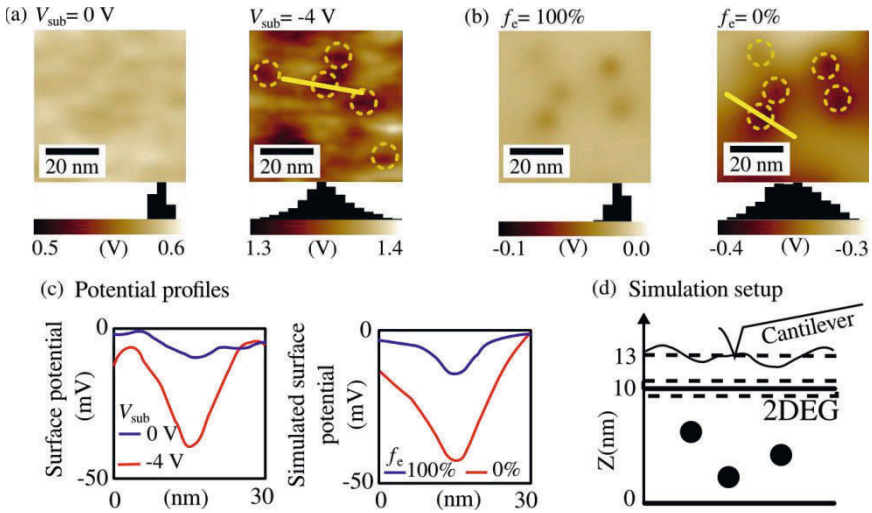 (a) V_sub= 0 V
V_sub= -4 V
20 nm
20 nm
0.5 (V) 0.6
1.3 (V) 1.4
(b) f_e= 100%
f_e= 0%
20 nm
20 nm
-0.1 (V) 0.0
-0.4 (V) -0.3
(c) Potential profiles
Surface potential
(mV)
0
-50
V_sub
0 V
-4 V
0 (nm) 30
Simulated surface
potential
(mV)
0
-50
f_e
100% 0%
0 (nm) 30
(d) Simulation setup
Cantilever
13
10
2DEG
Z(nm)
0